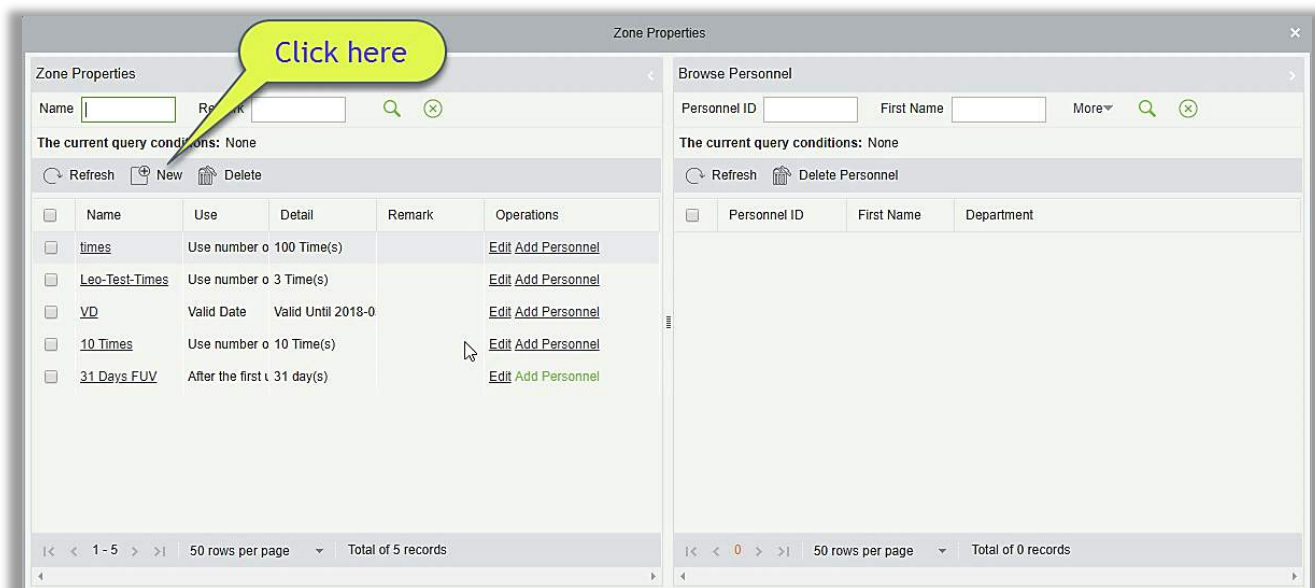 Zone Properties
Click here
Zone Properties
Name Re k
The current query conditions: None
Refresh New Delete
Name Use Detail Remark Operations
times Use number o 100 Time(s) Edit Add Personnel
Leo-Test-Times Use number o 3 Time(s) Edit Add Personnel
VD Valid Date Valid Until 2018-0 Edit Add Personnel
10 Times Use number o 10 Time(s) Edit Add Personnel
31 Days FUV After the first u 31 day(s) Edit Add Personnel
1 - 5 50 rows per page Total of 5 records
Browse Personnel
Personnel ID First Name More
The current query conditions: None
Refresh Delete Personnel
Personnel ID First Name Department
0 50 rows per page Total of 0 records